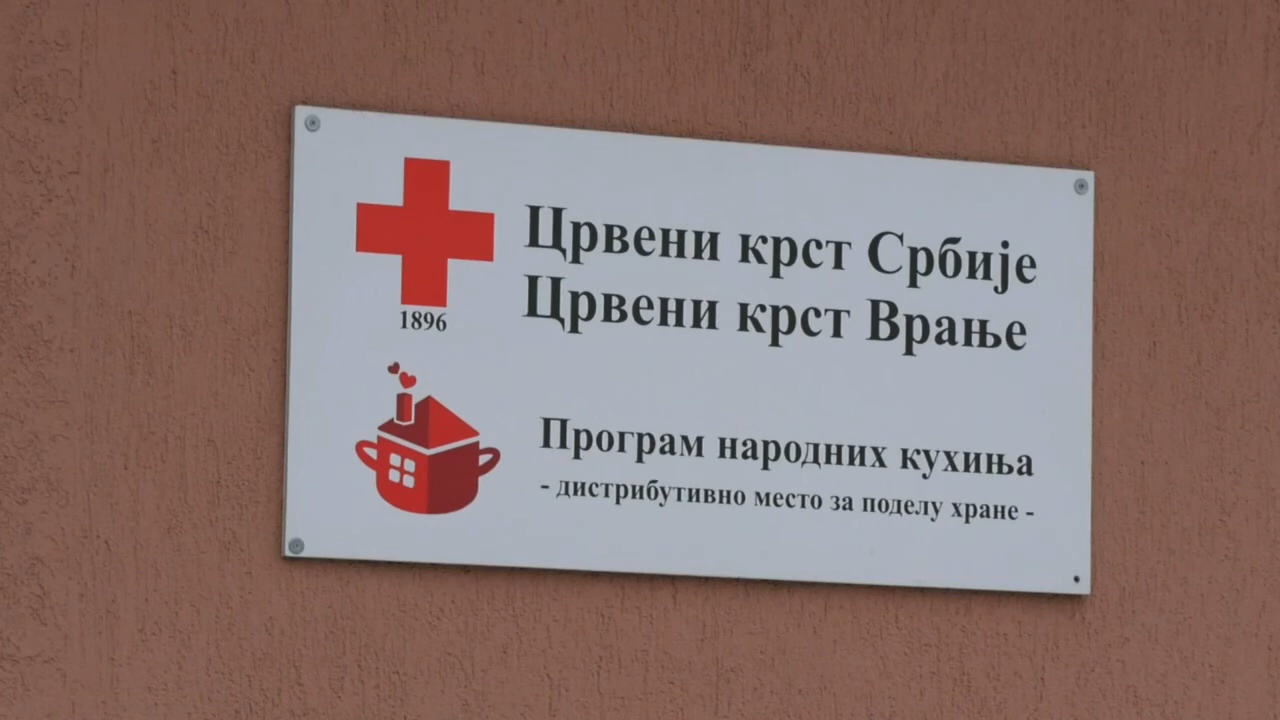 Црвени крст Србије
Црвени крст Врање
1896
Програм народних кухиња
- дистрибутивно место за поделу хране -